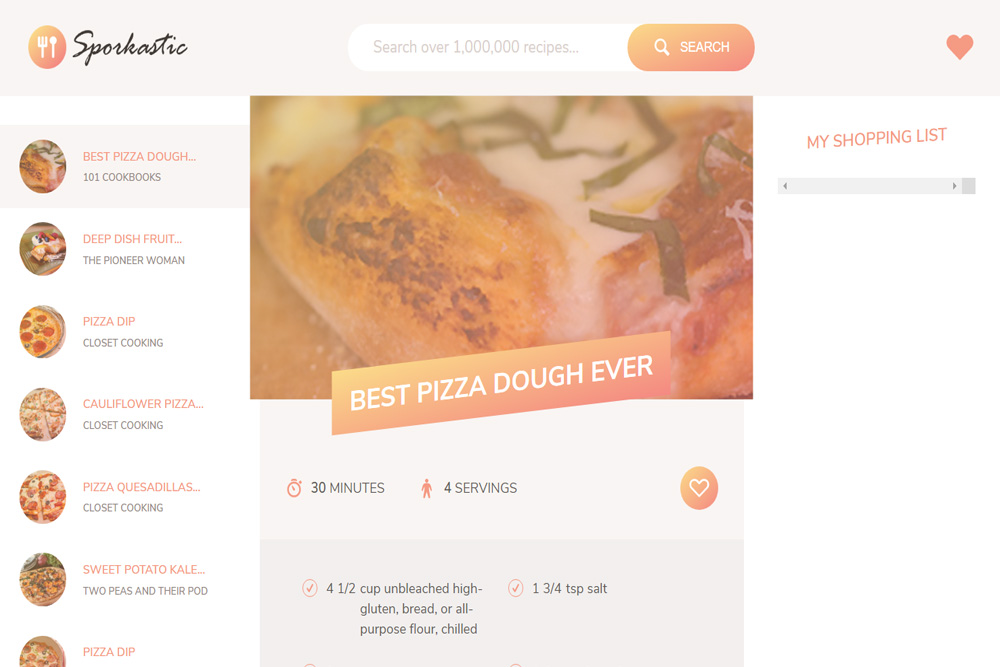 Sporkastic
Search over 1,000,000 recipes...
SEARCH
BEST PIZZA DOUGH...
101 COOKBOOKS
DEEP DISH FRUIT...
THE PIONEER WOMAN
PIZZA DIP
CLOSET COOKING
CAULIFLOWER PIZZA...
CLOSET COOKING
PIZZA QUESADILLAS...
CLOSET COOKING
SWEET POTATO KALE...
TWO PEAS AND THEIR POD
PIZZA DIP
BEST PIZZA DOUGH EVER
30 MINUTES
4 SERVINGS
4 1/2 cup unbleached high-
gluten, bread, or all-
purpose flour, chilled
1 3/4 tsp salt
MY SHOPPING LIST